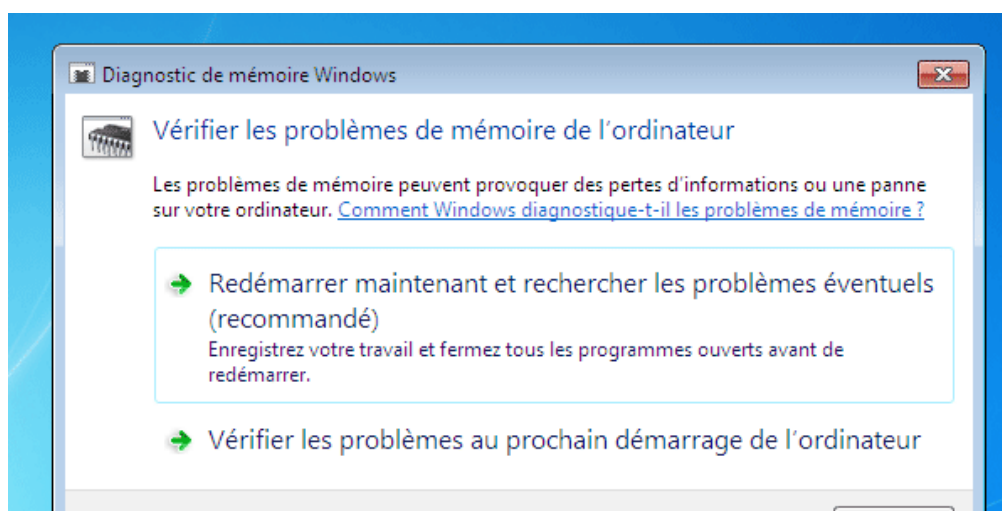 Diagnostic de mémoire Windows
Vérifier les problèmes de mémoire de l'ordinateur
Les problèmes de mémoire peuvent provoquer des pertes d'informations ou une panne
sur votre ordinateur. Comment Windows diagnostique-t-il les problèmes de mémoire ?
Redémarrer maintenant et rechercher les problèmes éventuels
(recommandé)
Enregistrez votre travail et fermez tous les programmes ouverts avant de
redémarrer.
Vérifier les problèmes au prochain démarrage de l'ordinateur